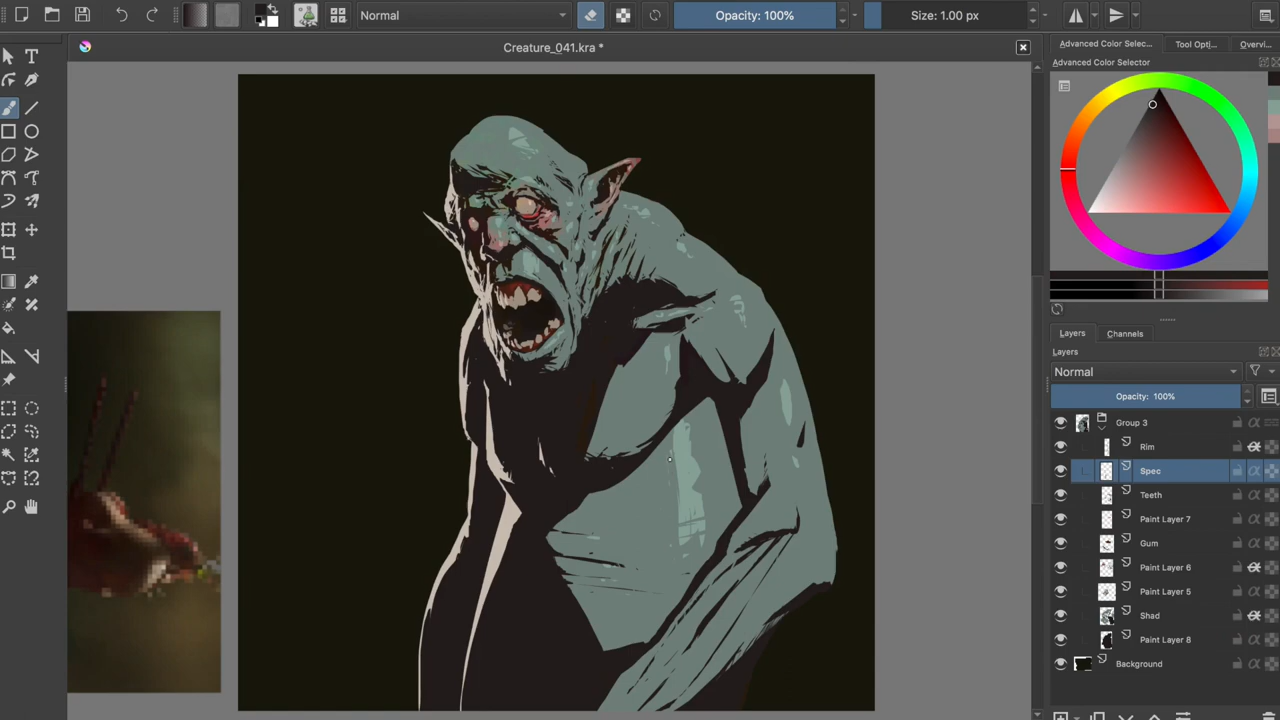 Normal
Opacity: 100%
Size: 1.00 px
Creature_041.kra *
Advanced Color Selec...
Tool Opti...
Overvi...
Advanced Color Selector
Layers
Channels
Layers
Normal
Opacity: 100%
Group 3
Rim
Spec
Teeth
Paint Layer 7
Gum
Paint Layer 6
Paint Layer 5
Shad
Paint Layer 8
Background